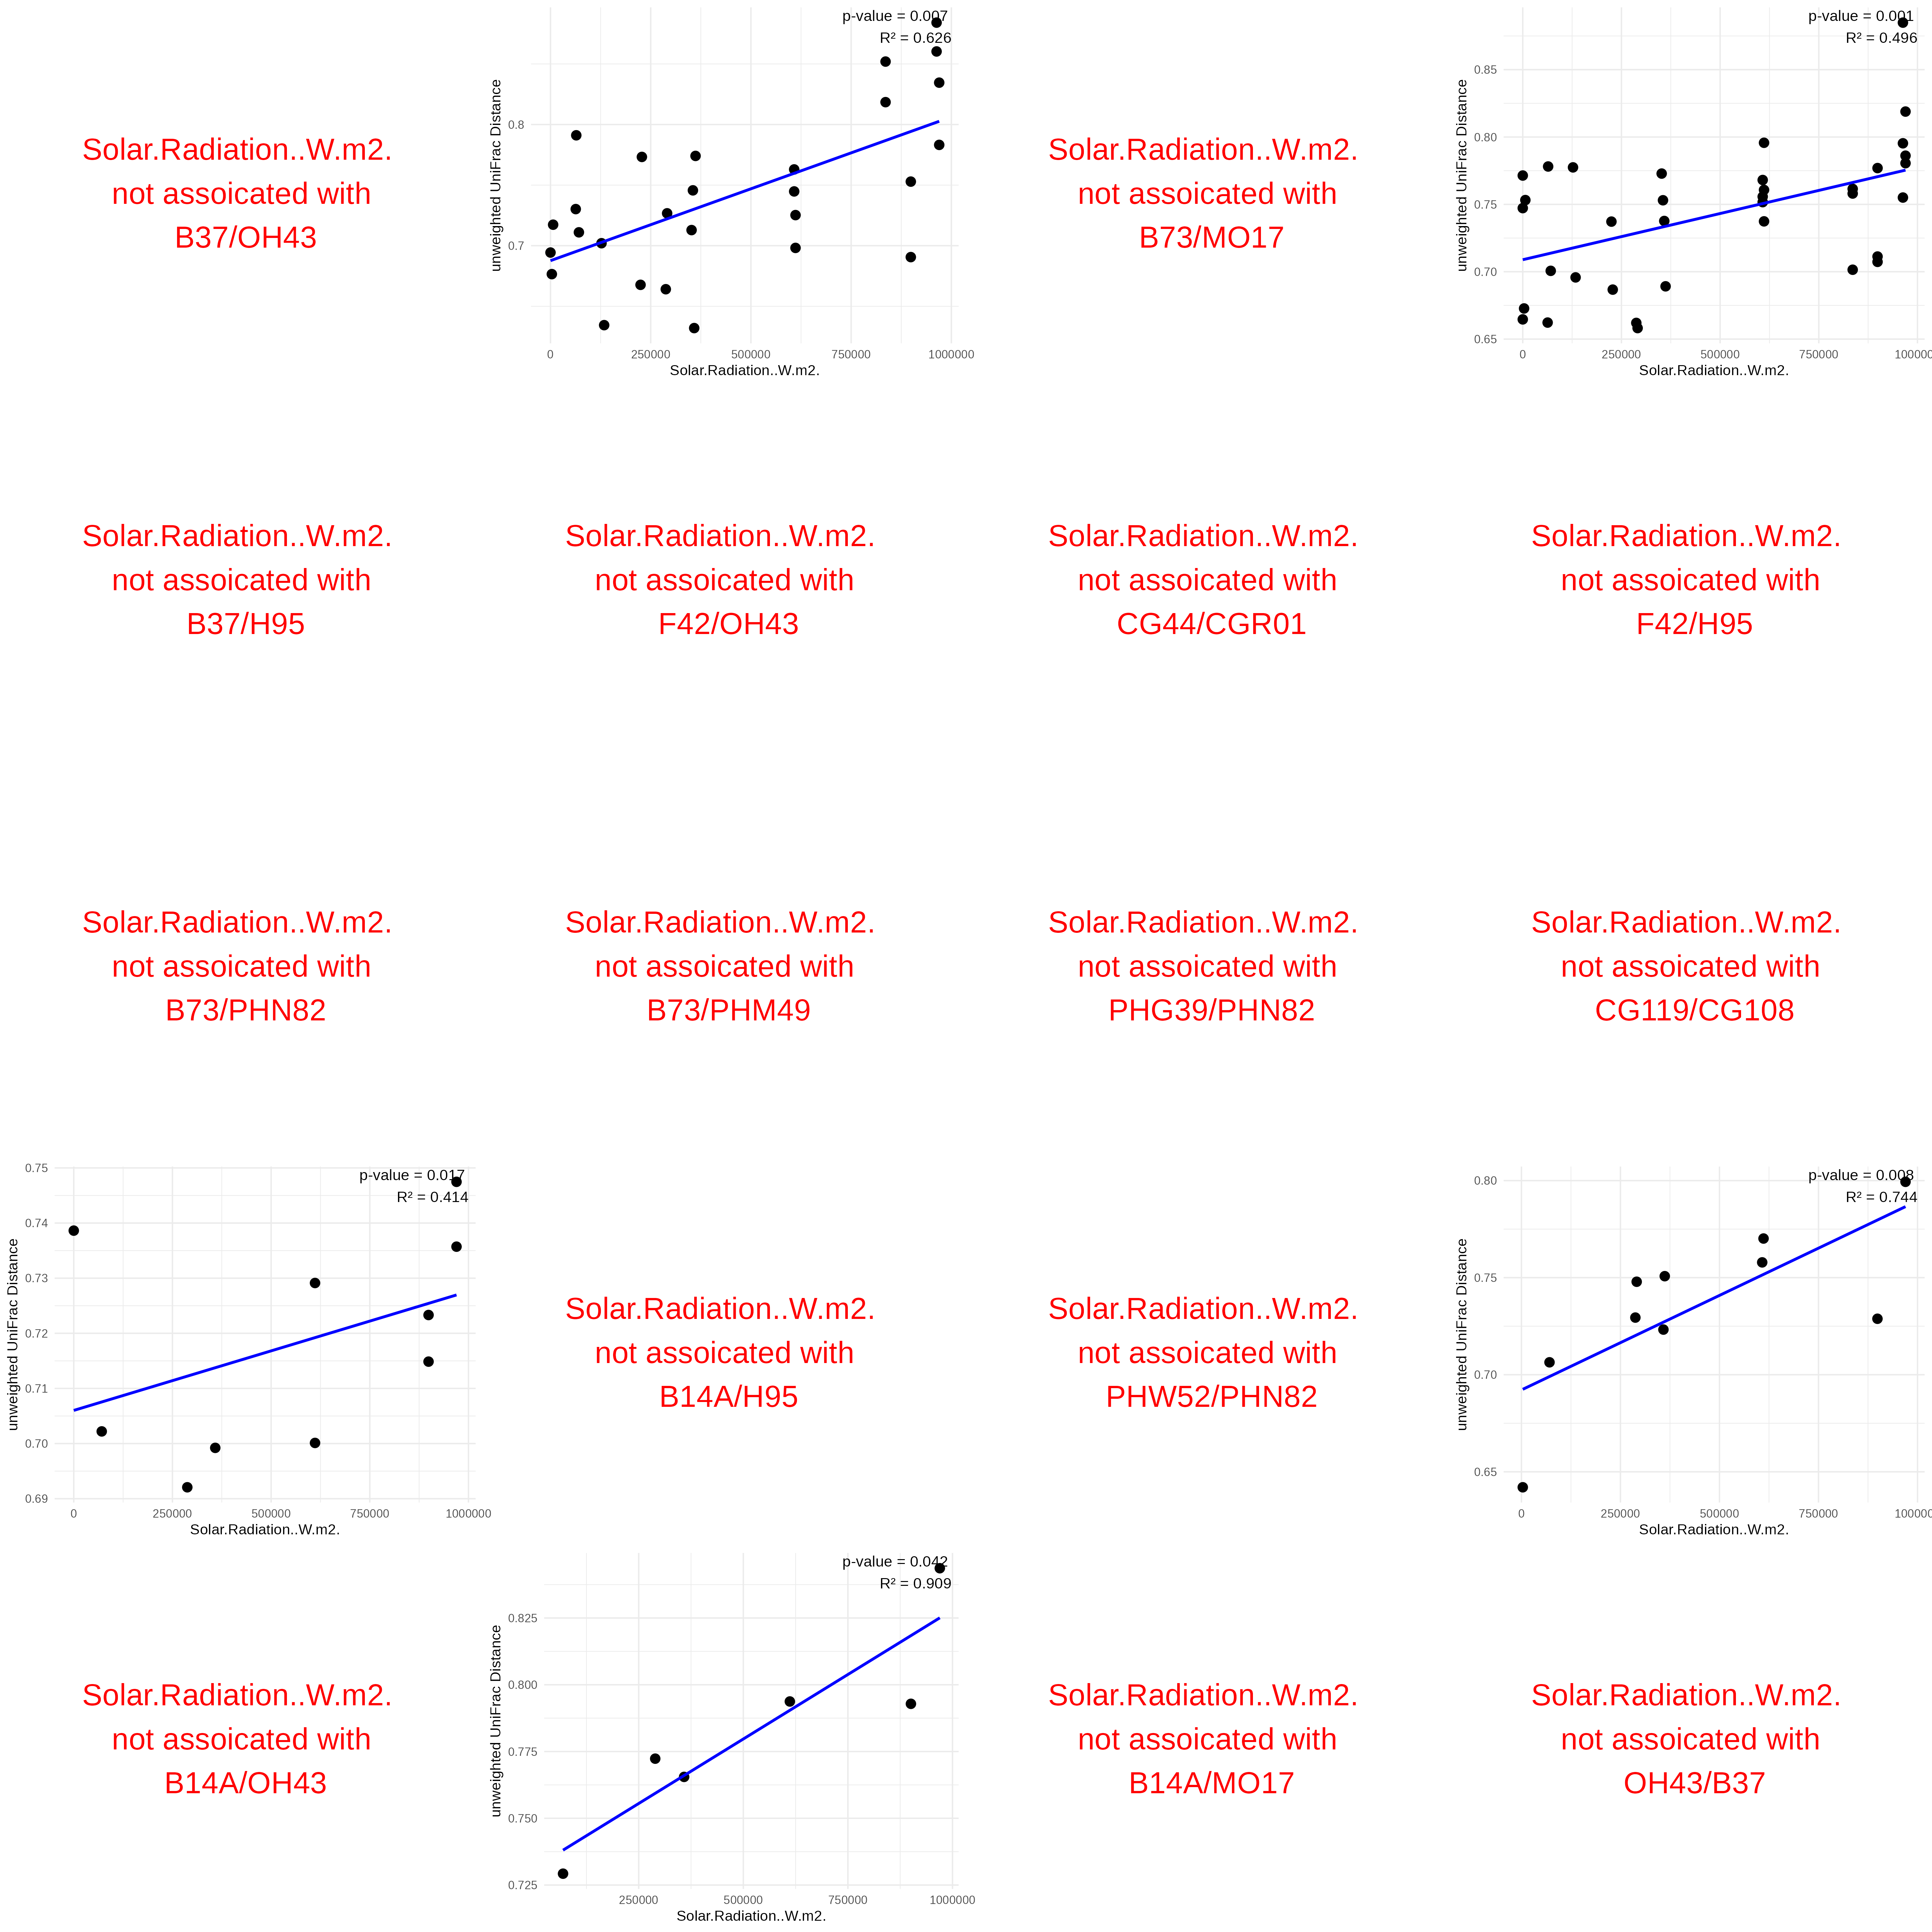 Solar.Radiation..W.m2.
not assoicated with
B37/OH43
p-value = 0.007
R² = 0.626
unweighted UniFrac Distance
0.8
0.7
0
250000
500000
750000
1000000
Solar.Radiation..W.m2.
Solar.Radiation..W.m2.
not assoicated with
B73/MO17
p-value = 0.001
R² = 0.496
unweighted UniFrac Distance
0.85
0.80
0.75
0.70
0.65
0
250000
500000
750000
100000
Solar.Radiation..W.m2.
Solar.Radiation..W.m2.
not assoicated with
B37/H95
Solar.Radiation..W.m2.
not assoicated with
F42/OH43
Solar.Radiation..W.m2.
not assoicated with
CG44/CGR01
Solar.Radiation..W.m2.
not assoicated with
F42/H95
Solar.Radiation..W.m2.
not assoicated with
B73/PHN82
Solar.Radiation..W.m2.
not assoicated with
B73/PHM49
Solar.Radiation..W.m2.
not assoicated with
PHG39/PHN82
Solar.Radiation..W.m2.
not assoicated with
CG119/CG108
p-value = 0.017
R² = 0.414
unweighted UniFrac Distance
0.75
0.74
0.73
0.72
0.71
0.70
0.69
0
250000
500000
750000
1000000
Solar.Radiation..W.m2.
Solar.Radiation..W.m2.
not assoicated with
B14A/H95
Solar.Radiation..W.m2.
not assoicated with
PHW52/PHN82
p-value = 0.008
R² = 0.744
unweighted UniFrac Distance
0.80
0.75
0.70
0.65
0
250000
500000
750000
100000
Solar.Radiation..W.m2.
Solar.Radiation..W.m2.
not assoicated with
B14A/OH43
p-value = 0.042
R² = 0.909
unweighted UniFrac Distance
0.825
0.800
0.775
0.750
0.725
250000
500000
750000
1000000
Solar.Radiation..W.m2.
Solar.Radiation..W.m2.
not assoicated with
B14A/MO17
Solar.Radiation..W.m2.
not assoicated with
OH43/B37